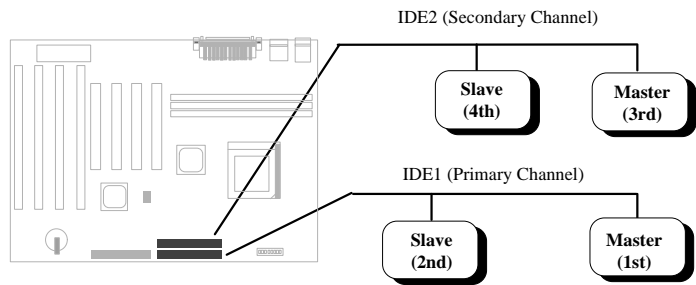 IDE2 (Secondary Channel)
Slave
(4th)
Master
(3rd)
IDE1 (Primary Channel)
Slave
(2nd)
Master
(1st)